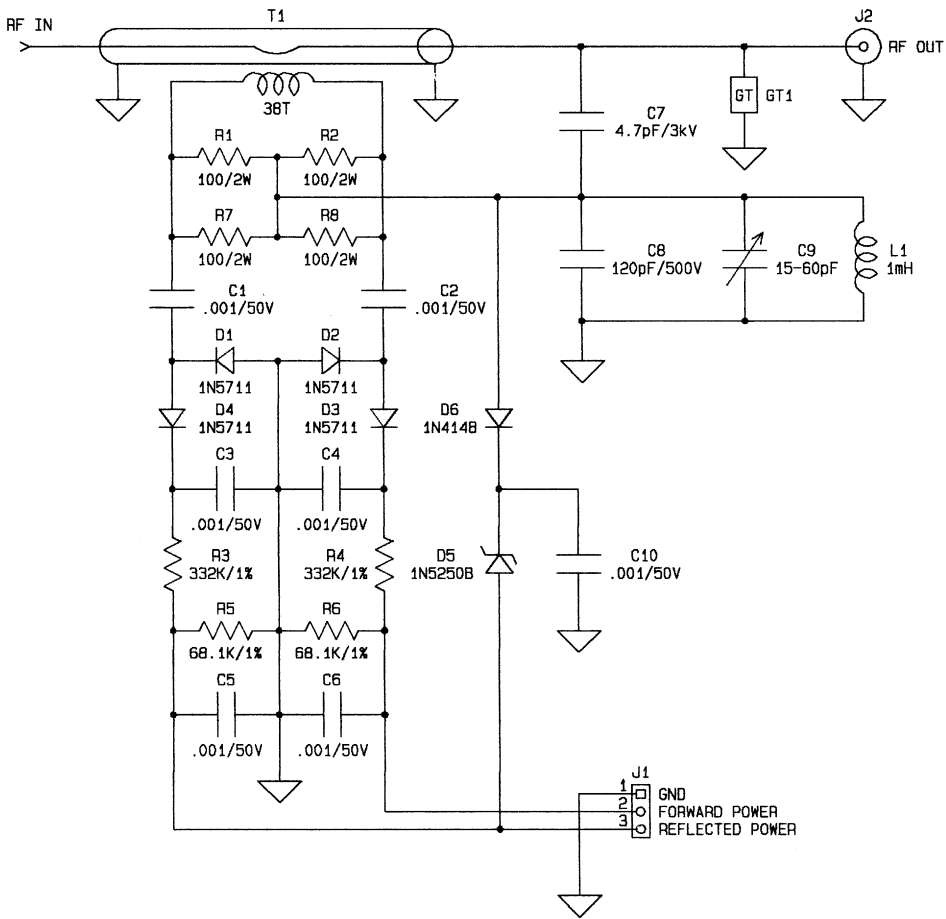 T1
J2
RF IN
RF OUT
38T
GT
GT1
C7
4.7pF/3kV
R1
R2
100/2W
100/2W
R7
R8
100/2W
100/2W
C8
120pF/500V
C9
15-60pF
L1
1mH
C1
.001/50V
C2
.001/50V
D1
D2
1N5711
1N5711
D4
1N5711
D3
1N5711
D6
1N4148
C3
C4
.001/50V
.001/50V
R3
332K/1%
R4
332K/1%
D5
1N5250B
C10
.001/50V
R5
R6
68.1K/1%
68.1K/1%
C5
C6
.001/50V
.001/50V
J1
1
GND
2
FORWARD POWER
3
REFLECTED POWER